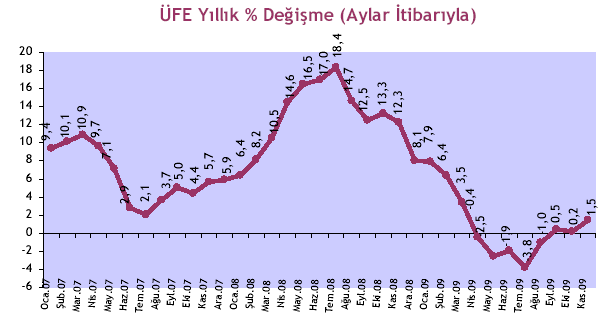 ÜFE Yıllık % Değişme (Aylar İtibarıyla)
20
18
16
14
12
10
8
6
4
2
0
-2
-4
-6
9,4
10,1
10,9
9,7
7,1
2,9
2,1
3,7
5,0
4,4
5,7
5,9
6,4
8,2
10,5
14,6
16,5
17,0
18,4
14,7
12,5
13,3
12,3
8,1
7,9
6,4
3,5
-0,4
2,5
-1,9
3,8
-1,0
0,5
0,2
1,5
Oca.07
Şub.07
Mar.07
Nis.07
May.07
Haz.07
Tem.07
Ağu.07
Eyl.07
Eki.07
Kas.07
Ara.07
Oca.08
Şub.08
Mar.08
Nis.08
May.08
Haz.08
Tem.08
Ağu.08
Eyl.08
Eki.08
Kas.08
Ara.08
Oca.09
Şub.09
Mar.09
Nis.09
May.09
Haz.09
Tem.09
Ağu.09
Eyl.09
Eki.09
Kas.09